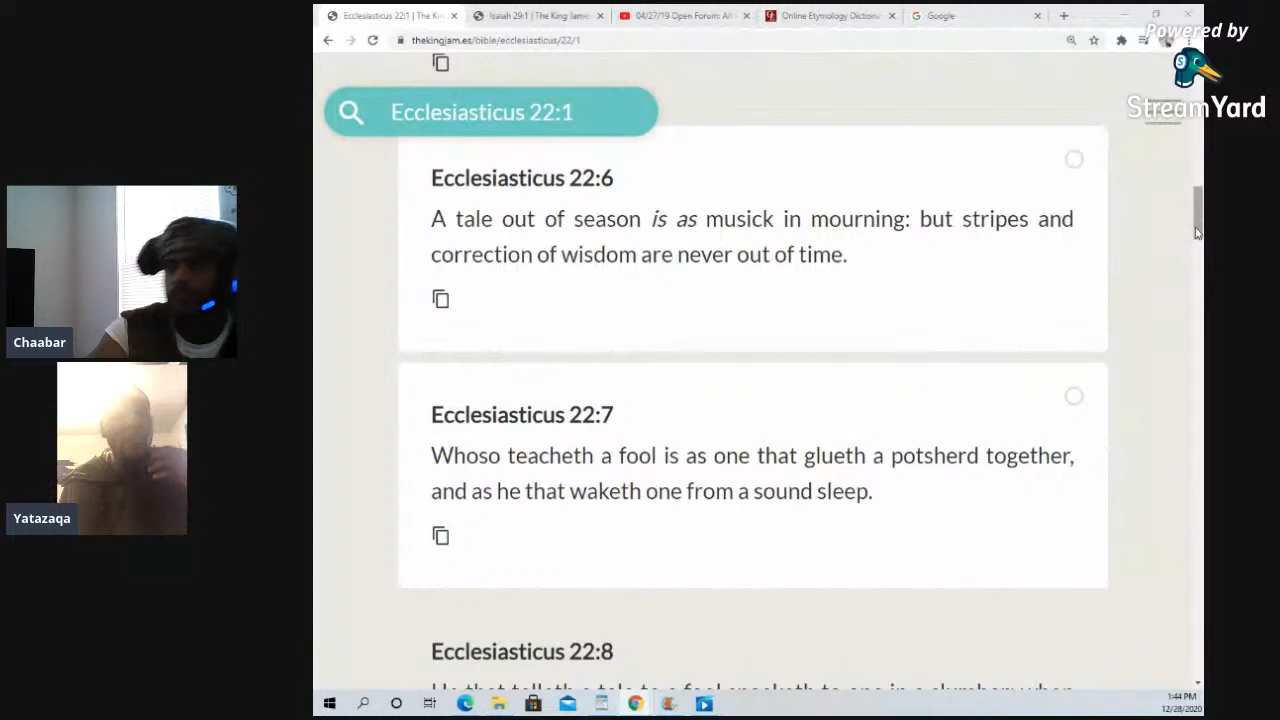 Ecclesiasticus 22:1 | The Kin
Isaiah 29:1 | The King Jame
04/27/19 Open Forum: All
Online Etymology Dictiona
Google
thekingjam.es/bible/ecclesiasticus/22/1
Powered by
StreamYard
Ecclesiasticus 22:1
Ecclesiasticus 22:6
A tale out of season is as musick in mourning: but stripes and
correction of wisdom are never out of time.
Ecclesiasticus 22:7
Whoso teacheth a fool is as one that glueth a potsherd together,
and as he that waketh one from a sound sleep.
Ecclesiasticus 22:8
Chaabar
Yatazaqa
1:44 PM
12/28/2020